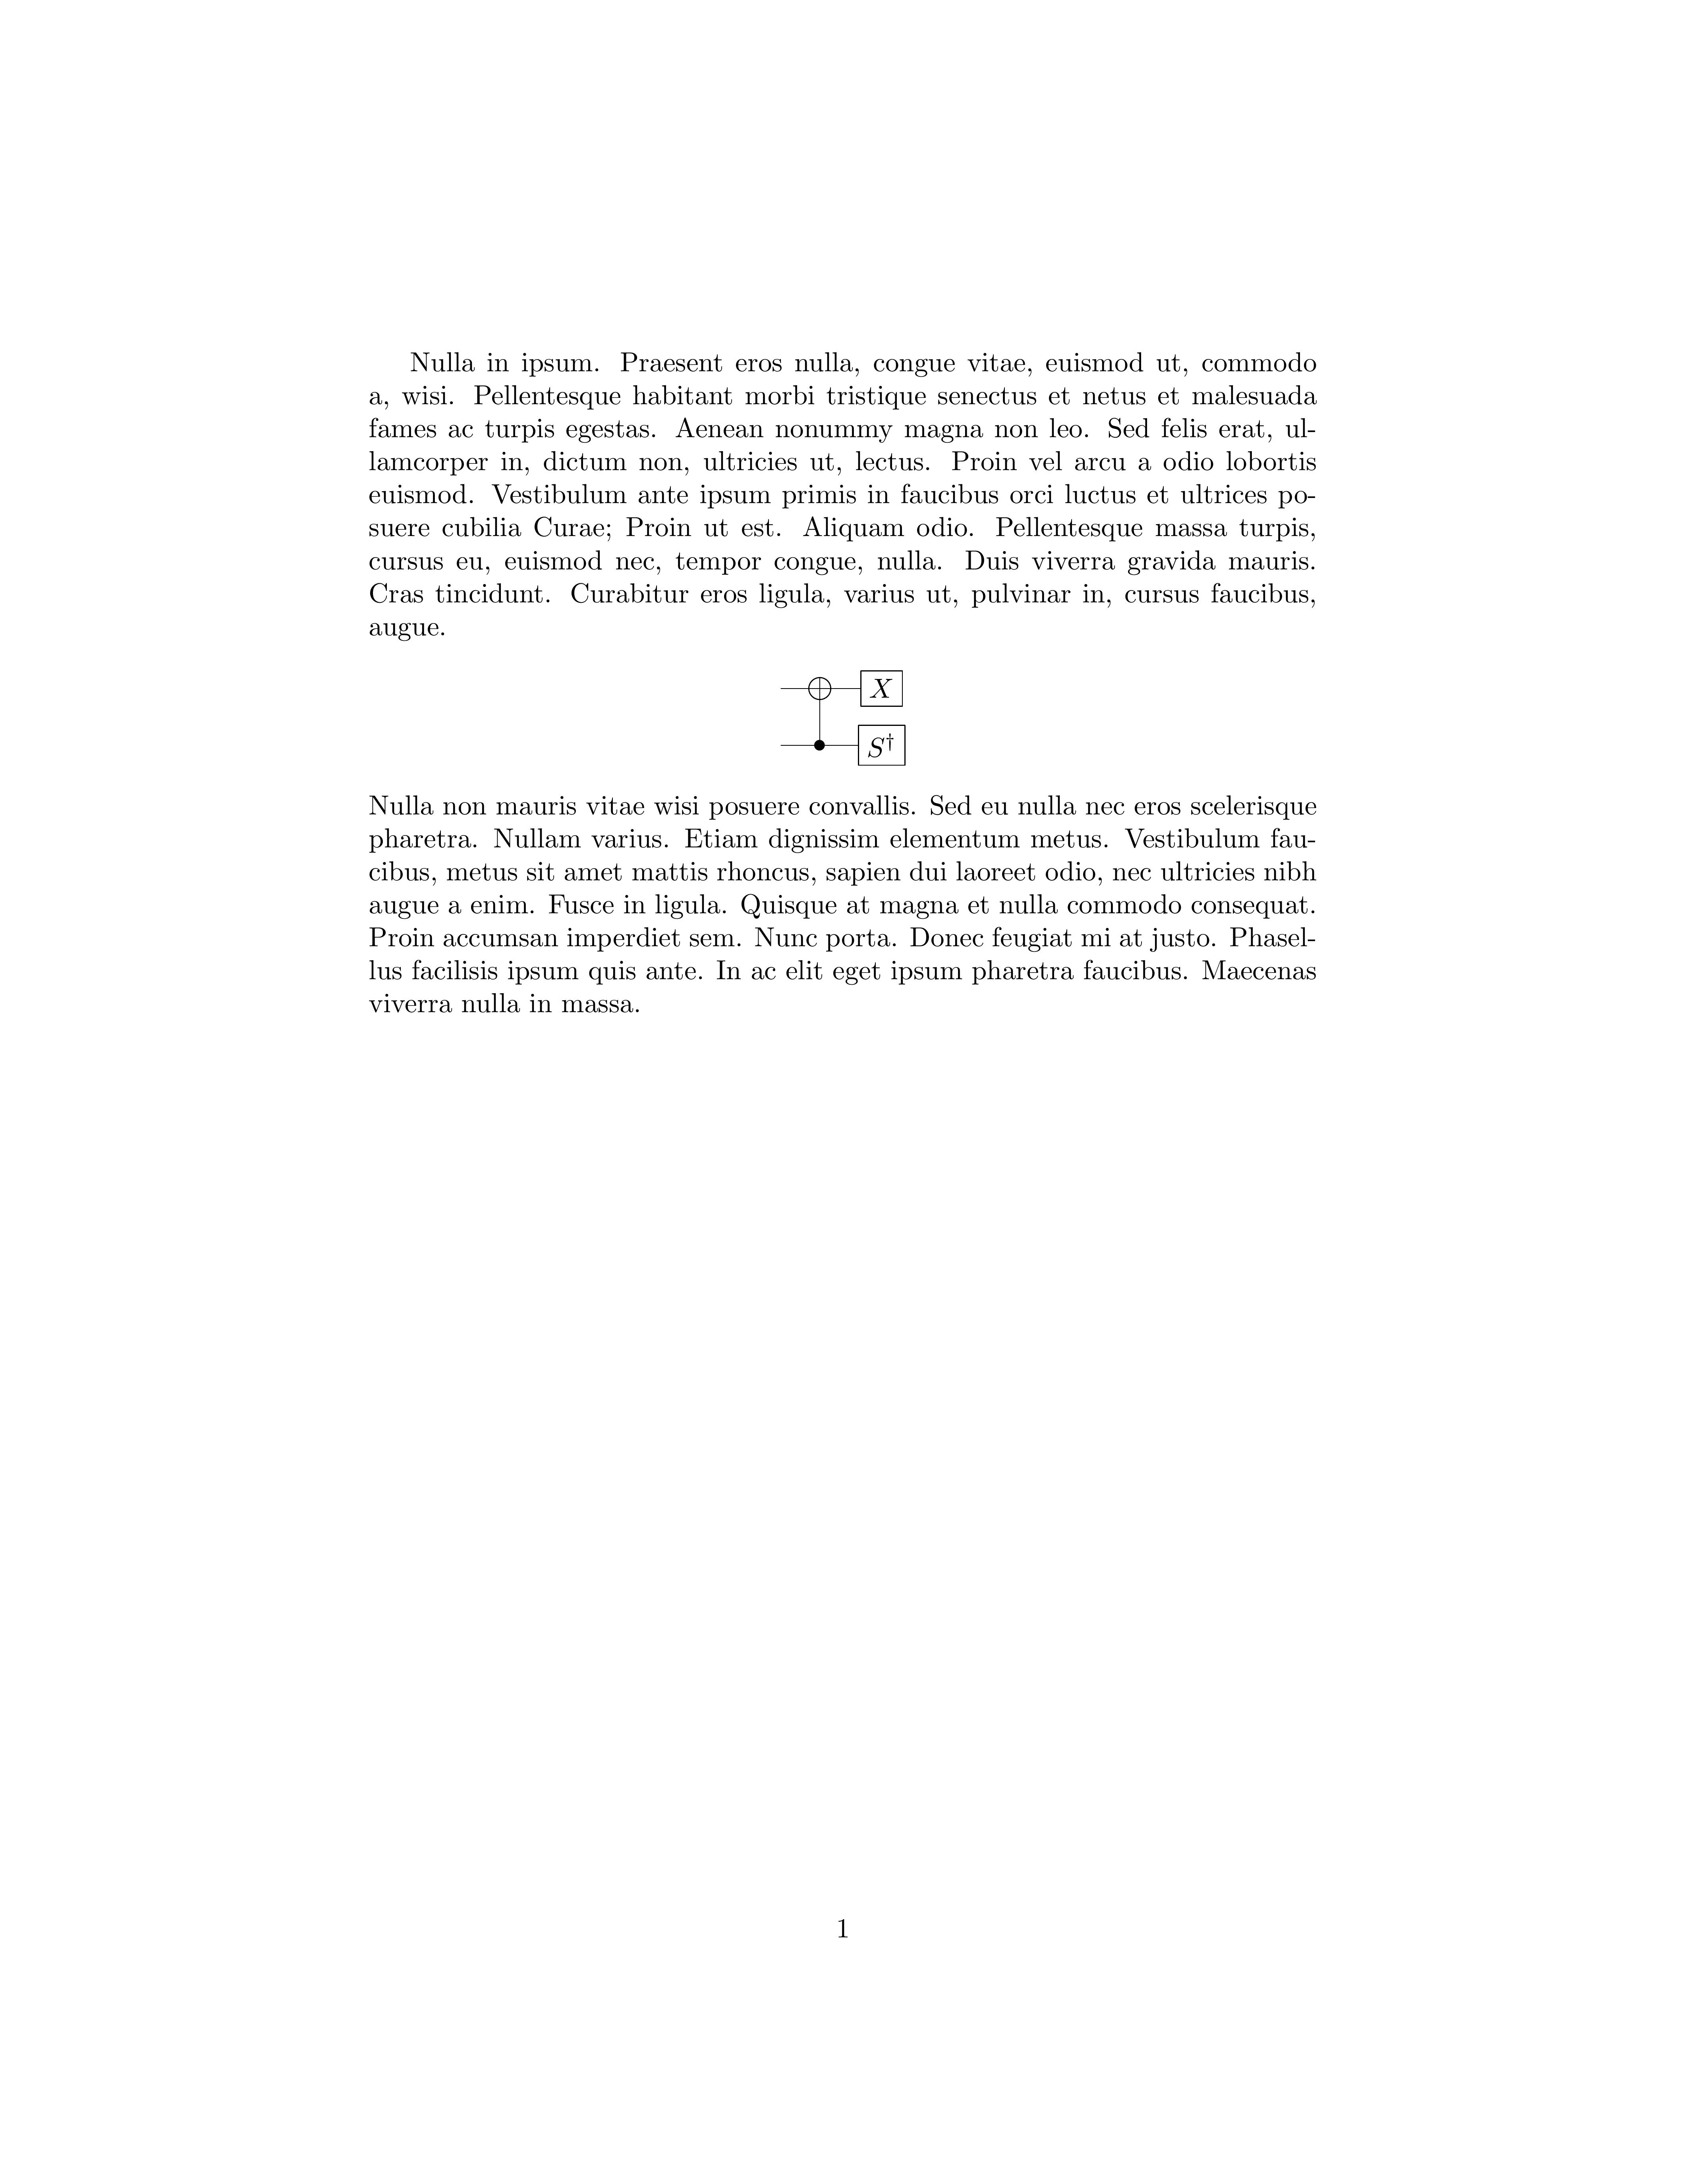 Nulla in ipsum. Praesent eros nulla, congue vitae, euismod ut, commodo
a, wisi. Pellentesque habitant morbi tristique senectus et netus et malesuada
fames ac turpis egestas. Aenean nonummy magna non leo. Sed felis erat, ul-
lamcorper in, dictum non, ultricies ut, lectus. Proin vel arcu a odio lobortis
euismod. Vestibulum ante ipsum primis in faucibus orci luctus et ultrices po-
suere cubilia Curae; Proin ut est. Aliquam odio. Pellentesque massa turpis,
cursus eu, euismod nec, tempor congue, nulla. Duis viverra gravida mauris.
Cras tincidunt. Curabitur eros ligula, varius ut, pulvinar in, cursus faucibus,
augue.
X
S†
Nulla non mauris vitae wisi posuere convallis. Sed eu nulla nec eros scelerisque
pharetra. Nullam varius. Etiam dignissim elementum metus. Vestibulum fau-
cibus, metus sit amet mattis rhoncus, sapien dui laoreet odio, nec ultricies nibh
augue a enim. Fusce in ligula. Quisque at magna et nulla commodo consequat.
Proin accumsan imperdiet sem. Nunc porta. Donec feugiat mi at justo. Phasel-
lus facilisis ipsum quis ante. In ac elit eget ipsum pharetra faucibus. Maecenas
viverra nulla in massa.
1